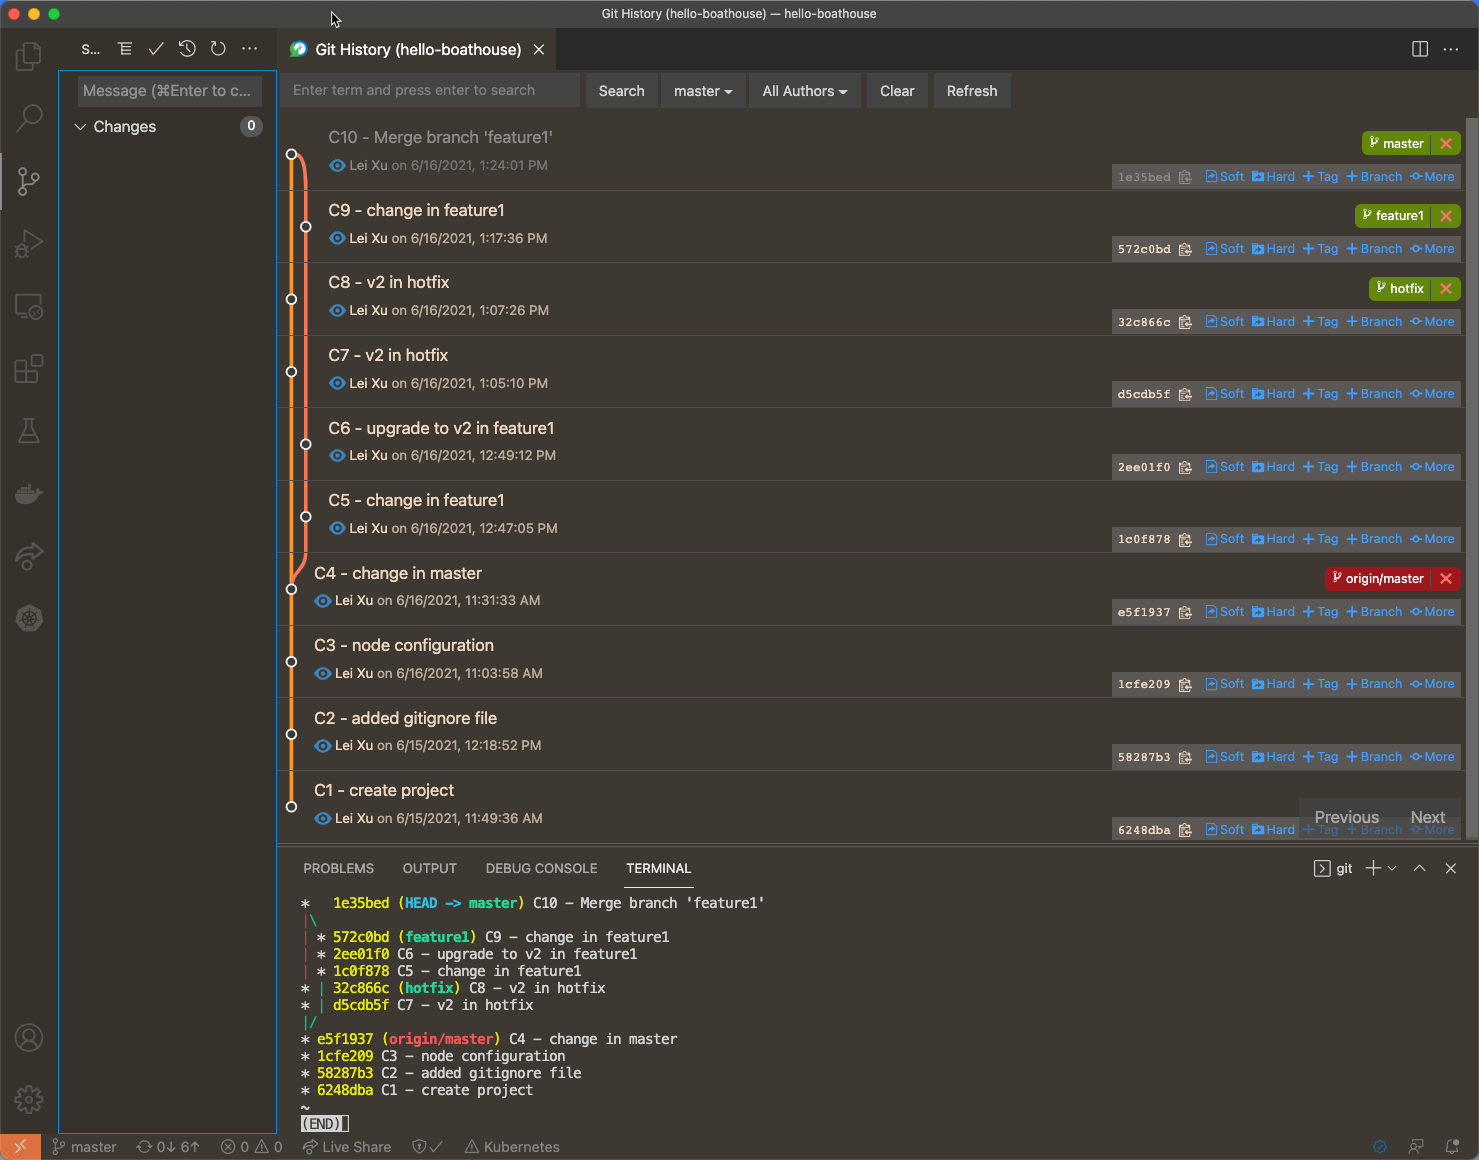 Git History (hello-boathouse) — hello-boathouse
S...
Git History (hello-boathouse)
Message (⌘Enter to c...
Changes 0
Enter term and press enter to search Search master All Authors Clear Refresh
C10 - Merge branch 'feature1' master
Lei Xu on 6/16/2021, 1:24:01 PM
1e35bed Soft Hard Tag Branch More
C9 - change in feature1 feature1
Lei Xu on 6/16/2021, 1:17:36 PM
572c0bd Soft Hard Tag Branch More
C8 - v2 in hotfix hotfix
Lei Xu on 6/16/2021, 1:07:26 PM
32c866c Soft Hard Tag Branch More
C7 - v2 in hotfix
Lei Xu on 6/16/2021, 1:05:10 PM
d5cdb5f Soft Hard Tag Branch More
C6 - upgrade to v2 in feature1
Lei Xu on 6/16/2021, 12:49:12 PM
2ee01f0 Soft Hard Tag Branch More
C5 - change in feature1
Lei Xu on 6/16/2021, 12:47:05 PM
1c0f878 Soft Hard Tag Branch More
C4 - change in master origin/master
Lei Xu on 6/16/2021, 11:31:33 AM
e5f1937 Soft Hard Tag Branch More
C3 - node configuration
Lei Xu on 6/16/2021, 11:03:58 AM
1cfe209 Soft Hard Tag Branch More
C2 - added gitignore file
Lei Xu on 6/15/2021, 12:18:52 PM
58287b3 Soft Hard Tag Branch More
C1 - create project
Lei Xu on 6/15/2021, 11:49:36 AM
Previous Next
6248dba Soft Hard Tag Branch More
PROBLEMS OUTPUT DEBUG CONSOLE TERMINAL git
*   1e35bed (HEAD -> master) C10 - Merge branch 'feature1'
|\
| * 572c0bd (feature1) C9 - change in feature1
| * 2ee01f0 C6 - upgrade to v2 in feature1
| * 1c0f878 C5 - change in feature1
* | 32c866c (hotfix) C8 - v2 in hotfix
* | d5cdb5f C7 - v2 in hotfix
|/
* e5f1937 (origin/master) C4 - change in master
* 1cfe209 C3 - node configuration
* 58287b3 C2 - added gitignore file
* 6248dba C1 - create project
~
(END)
master 0↓ 6↑ 0 0 Live Share Kubernetes